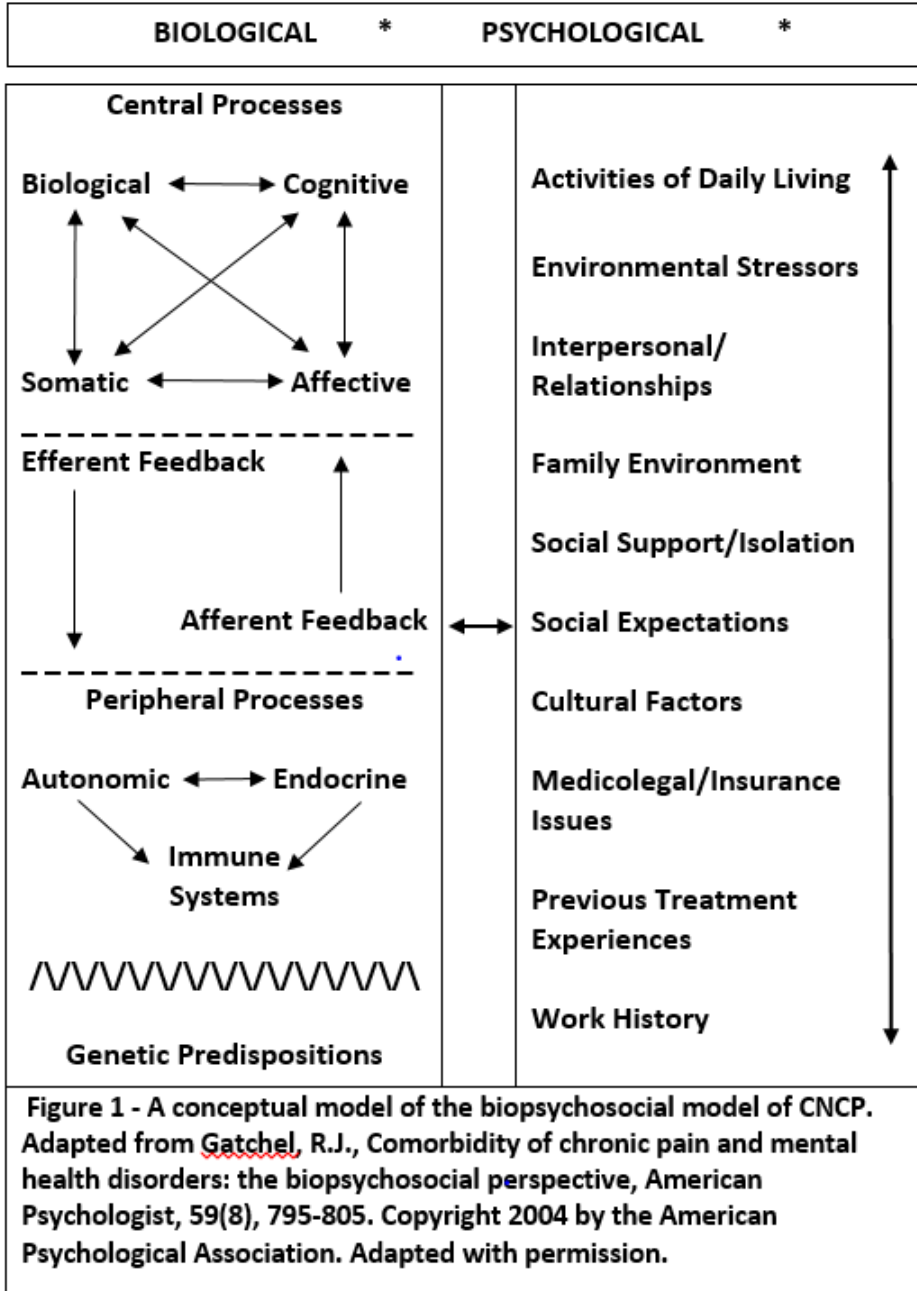 BIOLOGICAL * PSYCHOLOGICAL *
Central Processes
Biological Cognitive
Somatic Affective
Efferent Feedback
Afferent Feedback
Peripheral Processes
Autonomic Endocrine
Immune
Systems
Genetic Predispositions
Activities of Daily Living
Environmental Stressors
Interpersonal/
Relationships
Family Environment
Social Support/Isolation
Social Expectations
Cultural Factors
Medicolegal/Insurance
Issues
Previous Treatment
Experiences
Work History
Figure 1 - A conceptual model of the biopsychosocial model of CNCP.
Adapted from Gatchel, R.J., Comorbidity of chronic pain and mental
health disorders: the biopsychosocial perspective, American
Psychologist, 59(8), 795-805. Copyright 2004 by the American
Psychological Association. Adapted with permission.